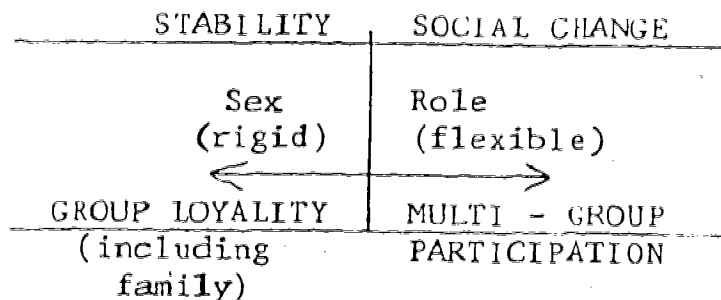 STABILITY SOCIAL CHANGE
Sex Role
(rigid) (flexible)
GROUP LOYALITY MULTI - GROUP
(including PARTICIPATION
family)